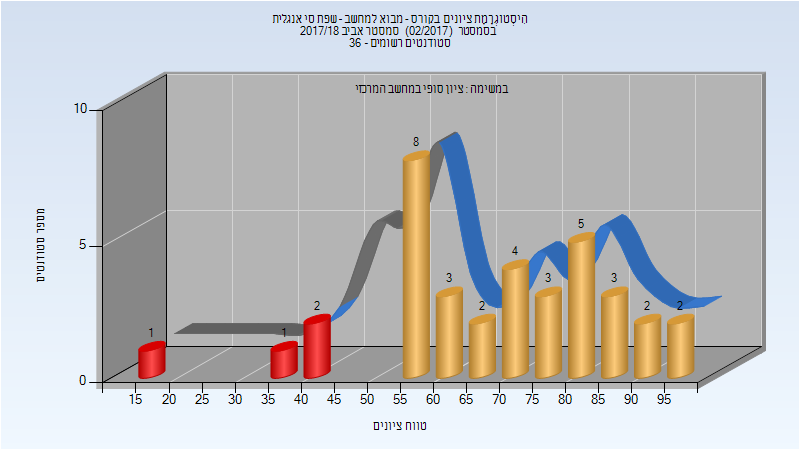 היסטוגרמת ציונים בקורס - מבוא למחשב - שפת סי אנגלית
בסמסטר (02/2017) סמסטר אביב 2017/18
סטודנטים רשומים - 36
במשימה : ציון סופי במחשב המרכזי
מספר סטודנטים
10
5
0
1
1
2
8
3
2
4
3
5
3
2
2
15 20 25 30 35 40 45 50 55 60 65 70 75 80 85 90 95
טווח ציונים